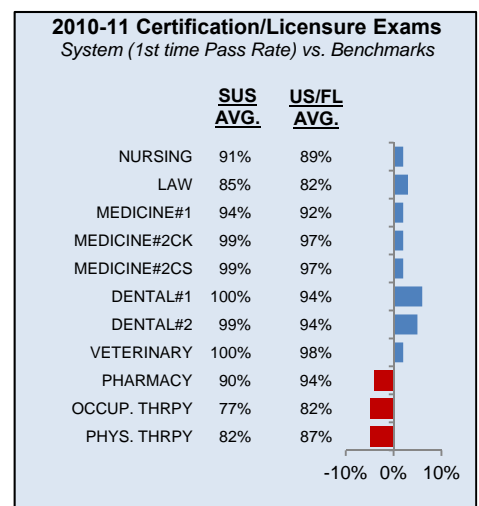 2010-11 Certification/Licensure Exams
System (1st time Pass Rate) vs. Benchmarks
SUS AVG. US/FL AVG.
NURSING 91% 89%
LAW 85% 82%
MEDICINE#1 94% 92%
MEDICINE#2CK 99% 97%
MEDICINE#2CS 99% 97%
DENTAL#1 100% 94%
DENTAL#2 99% 94%
VETERINARY 100% 98%
PHARMACY 90% 94%
OCCUP. THRPY 77% 82%
PHYS. THRPY 82% 87%
-10% 0% 10%